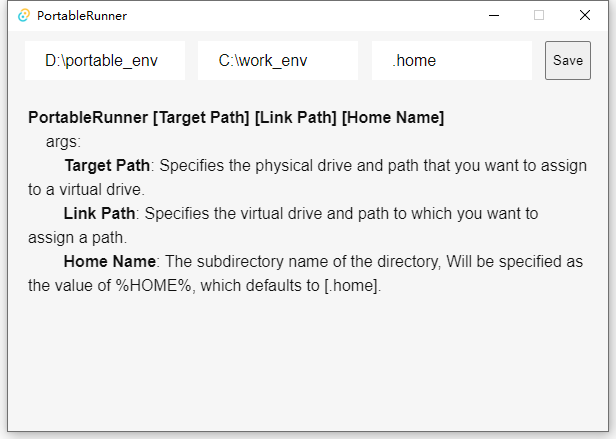 PortableRunner
D:\portable_env C:\work_env .home Save
PortableRunner [Target Path] [Link Path] [Home Name]
args:
Target Path: Specifies the physical drive and path that you want to assign
to a virtual drive.
Link Path: Specifies the virtual drive and path to which you want to
assign a path.
Home Name: The subdirectory name of the directory, Will be specified as
the value of %HOME%, which defaults to [.home].